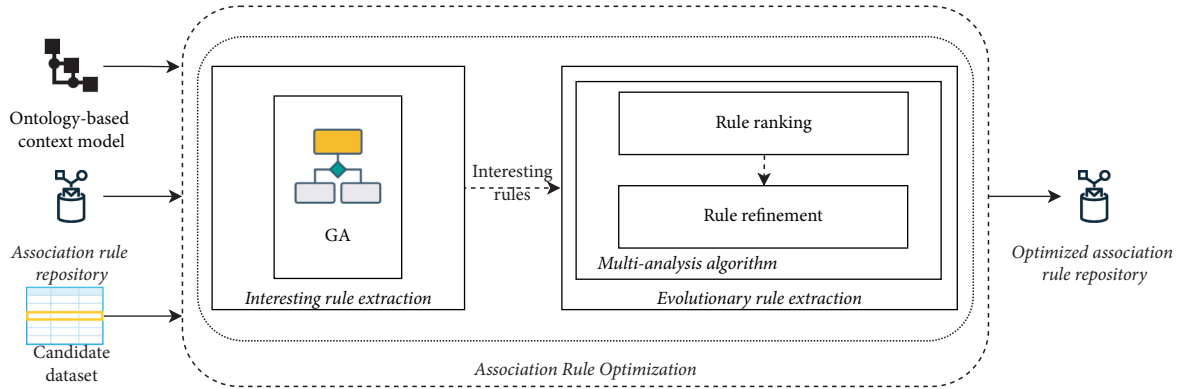 Ontology-based
context model
Association rule
repository
Candidate
dataset
GA
Interesting rule extraction
Interesting
rules
Rule ranking
Rule refinement
Multi-analysis algorithm
Evolutionary rule extraction
Association Rule Optimization
Optimized association
rule repository